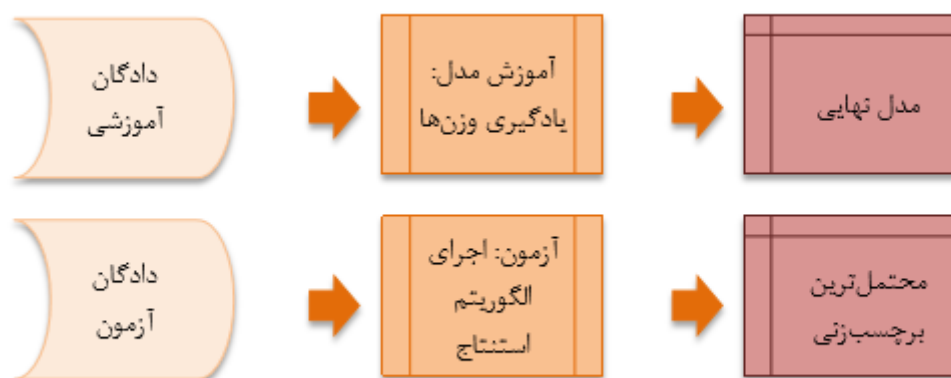 دادگان
آموزشی
آموزش مدل:
یادگیری وزن‌ها
مدل نهایی
دادگان
آزمون
آزمون: اجرای
الگوریتم
استنتاج
محتمل‌ترین
برچسب‌زنی